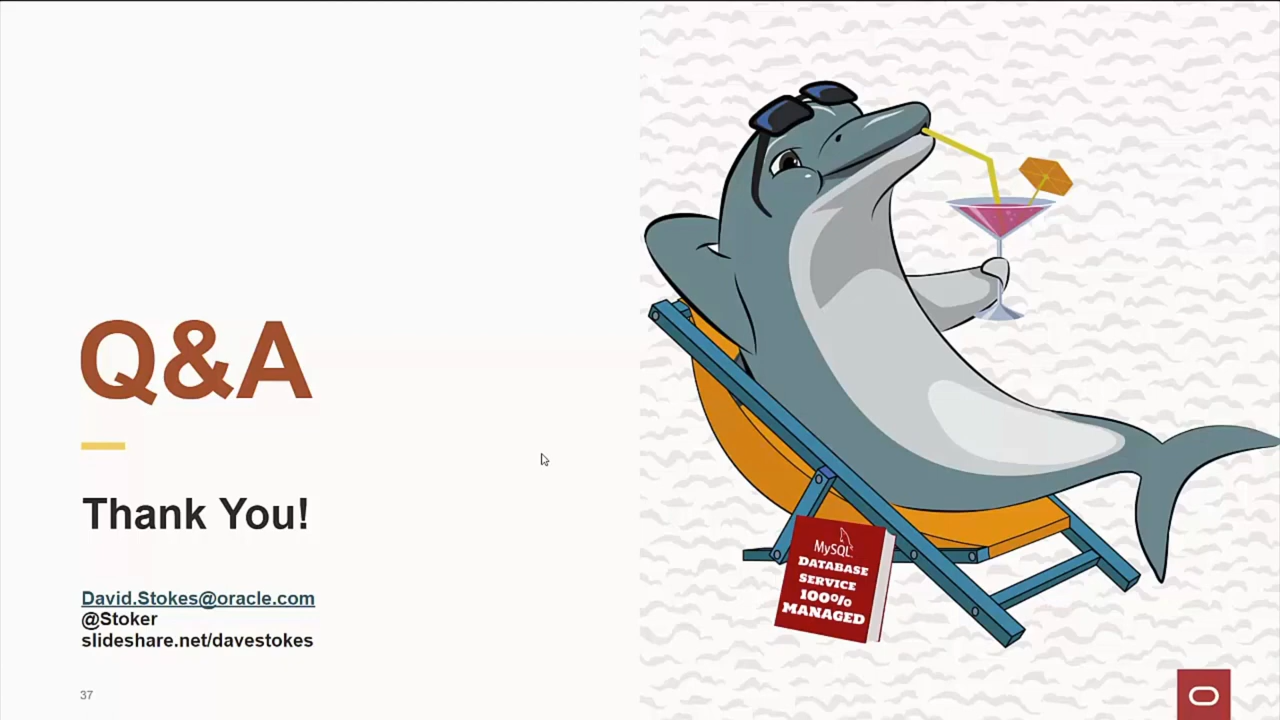 Q&A
Thank You!
David.Stokes@oracle.com
@Stoker
slideshare.net/davestokes
37
MySQL
DATABASE
SERVICE
100%
MANAGED